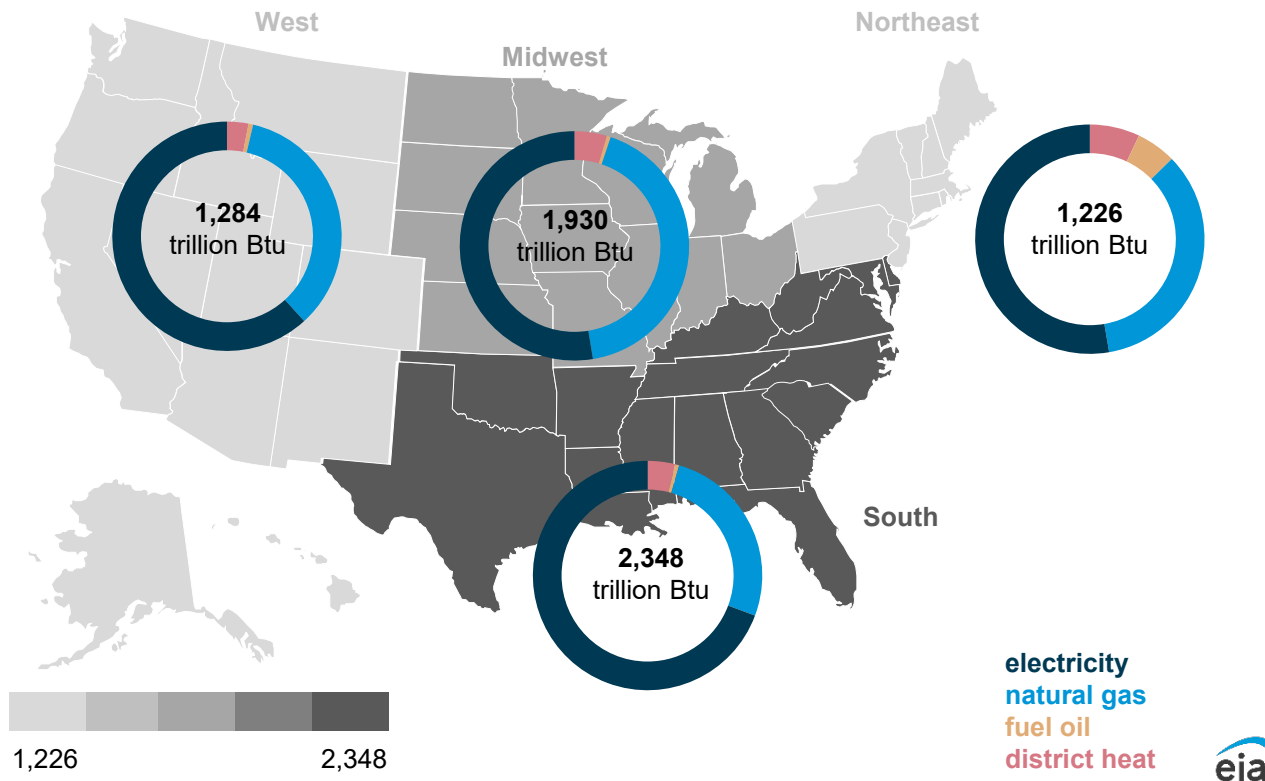 West
Northeast
Midwest
1,284
trillion Btu
1,930
trillion Btu
1,226
trillion Btu
South
2,348
trillion Btu
electricity
natural gas
fuel oil
district heat
1,226
2,348
eia